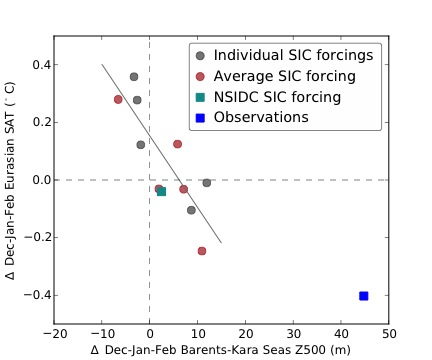 Individual SIC forcings
Average SIC forcing
NSIDC SIC forcing
Observations
0.4
0.2
0.0
−0.2
−0.4
−20
−10
0
10
20
30
40
50
Δ Dec-Jan-Feb Eurasian SAT (°C)
Δ Dec-Jan-Feb Barents-Kara Seas Z500 (m)